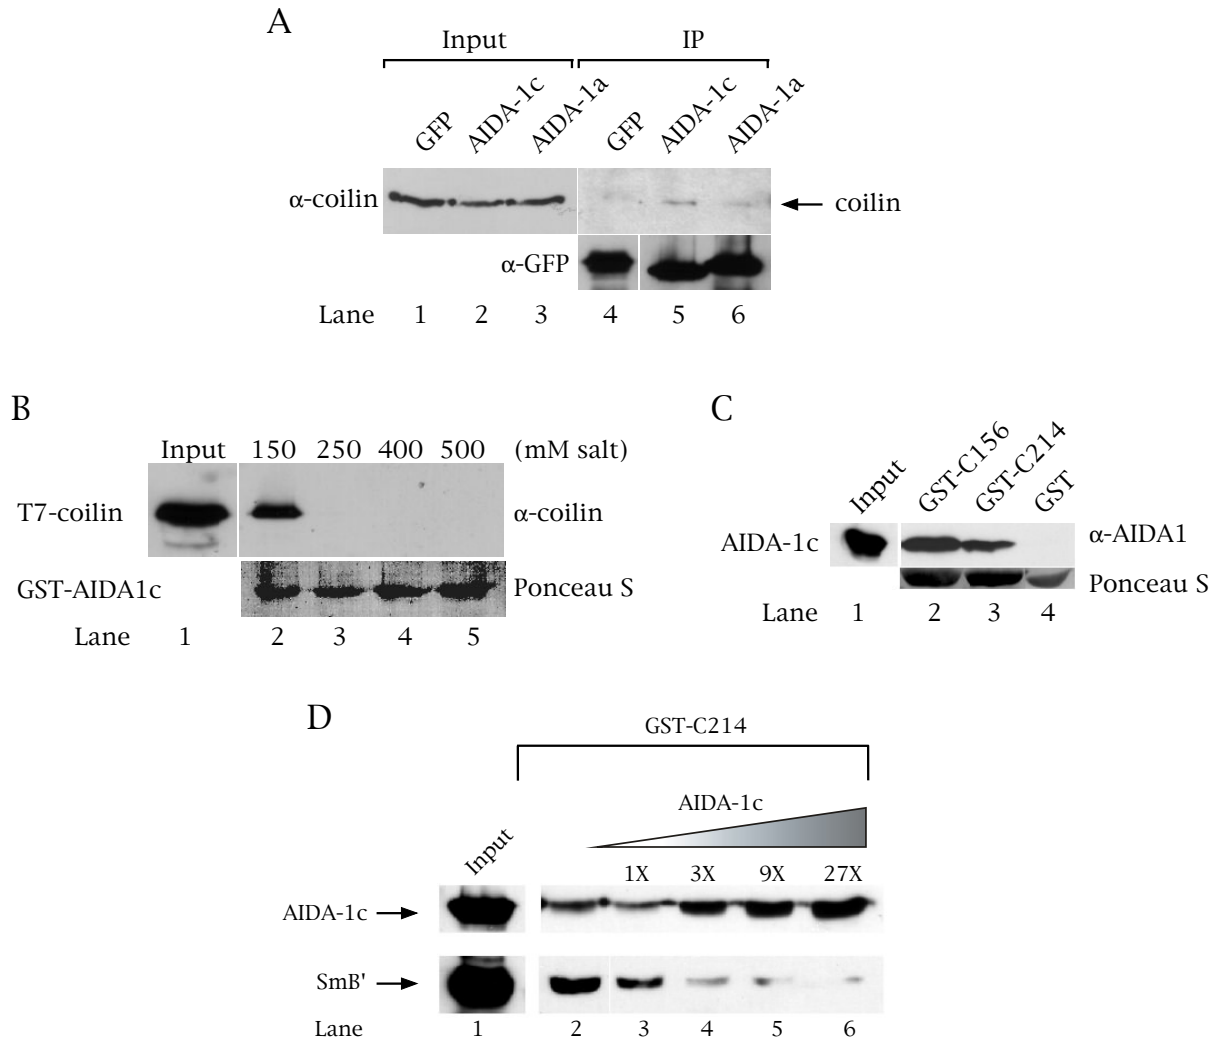 A
Input IP
GFP AIDA-1c AIDA-1a GFP AIDA-1c AIDA-1a
α-coilin coilin
α-GFP
Lane 1 2 3 4 5 6
B
Input 150 250 400 500 (mM salt)
T7-coilin α-coilin
GST-AIDA1c Ponceau S
Lane 1 2 3 4 5
C
Input GST-C156 GST-C214 GST
AIDA-1c α-AIDA1
Ponceau S
Lane 1 2 3 4
D
GST-C214
AIDA-1c
Input 1X 3X 9X 27X
AIDA-1c
SmB'
Lane 1 2 3 4 5 6